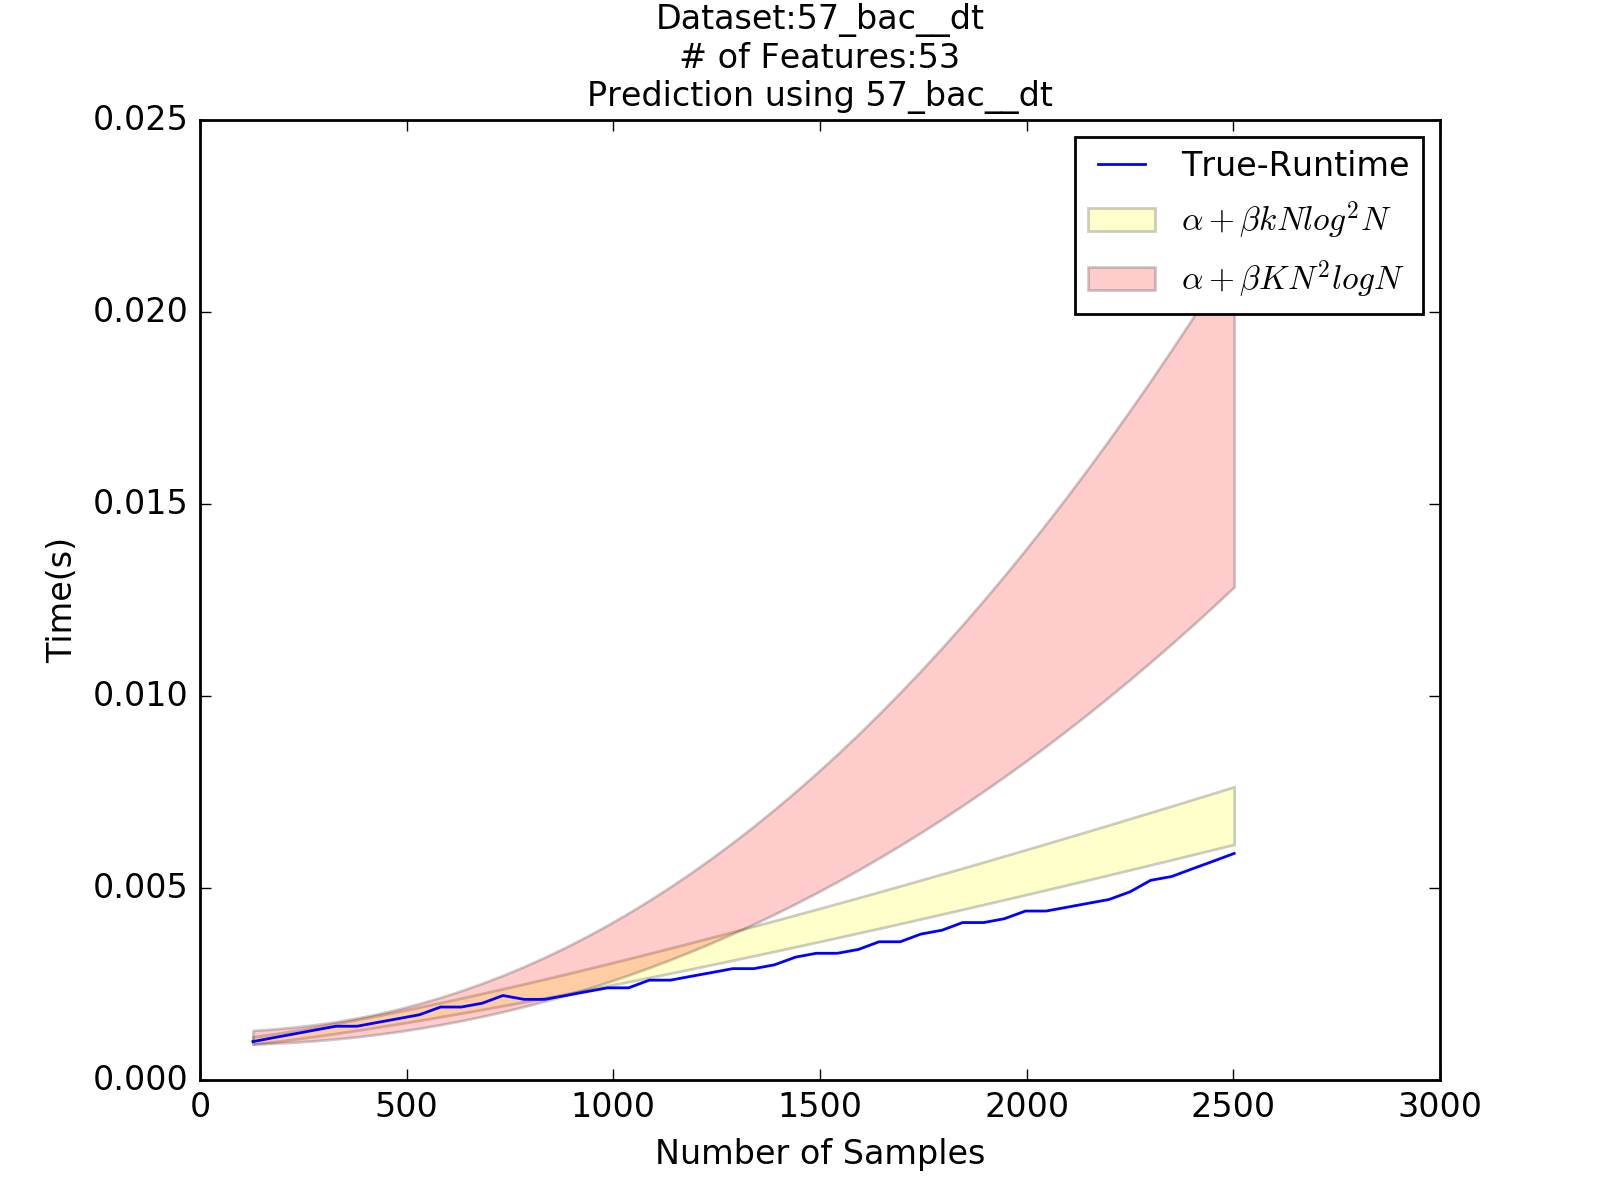 Dataset:57_bac__dt
# of Features:53
Prediction using 57_bac__dt
0.025
0.020
0.015
0.010
0.005
0.000
Time(s)
True-Runtime
α + βkNlog²N
α + βKN²logN
0 500 1000 1500 2000 2500 3000
Number of Samples